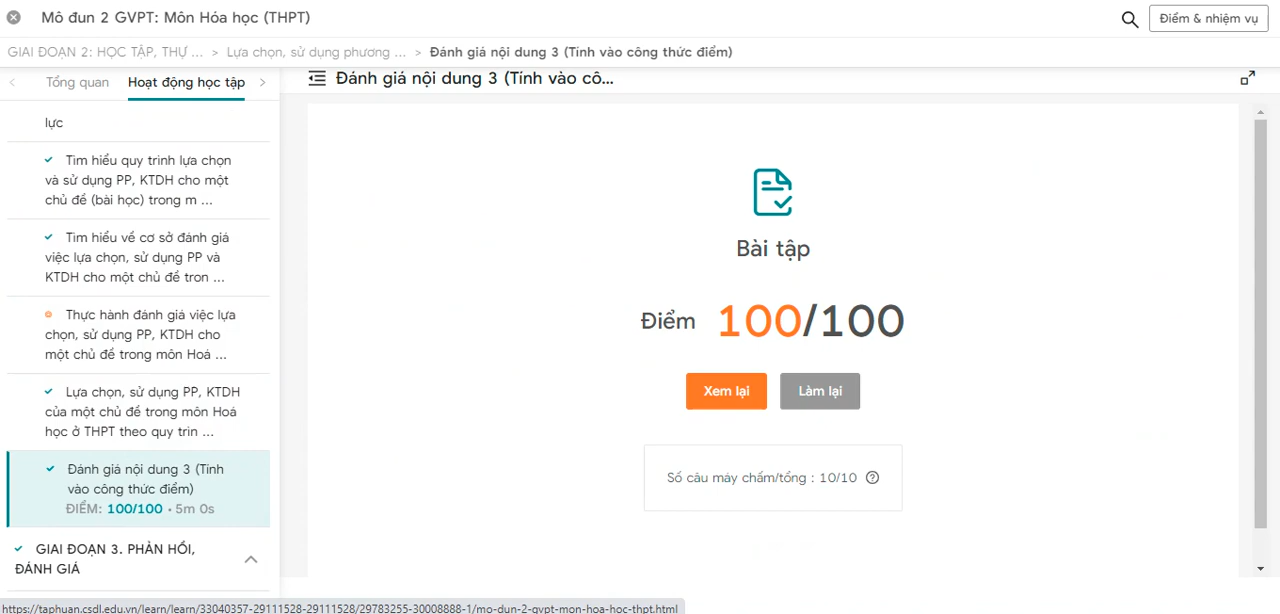 Mô đun 2 GVPT: Môn Hóa học (THPT)
Điểm & nhiệm vụ
GIAI ĐOẠN 2: HỌC TẬP, THỰ ... > Lựa chọn, sử dụng phương ... > Đánh giá nội dung 3 (Tính vào công thức điểm)
Tổng quan
Hoạt động học tập
Đánh giá nội dung 3 (Tính vào cô...
lực
Tìm hiểu quy trình lựa chọn
và sử dụng PP, KTDH cho một
chủ đề (bài học) trong m ...
Tìm hiểu về cơ sở đánh giá
việc lựa chọn, sử dụng PP và
KTDH cho một chủ đề tron ...
Thực hành đánh giá việc lựa
chọn, sử dụng PP, KTDH cho
một chủ đề trong môn Hoá ...
Lựa chọn, sử dụng PP, KTDH
của một chủ đề trong môn Hoá
học ở THPT theo quy trìn ...
Đánh giá nội dung 3 (Tính
vào công thức điểm)
ĐIỂM: 100/100 • 5m 0s
GIAI ĐOẠN 3. PHẢN HỒI,
ĐÁNH GIÁ
Bài tập
Điểm 100/100
Xem lại
Làm lại
Số câu máy chấm/tổng : 10/10
https://taphuan.csdl.edu.vn/learn/learn/33040357-29111528-29111528/29783255-30008888-1/mo-dun-2-gvpt-mon-hoa-hoc-thpt.html